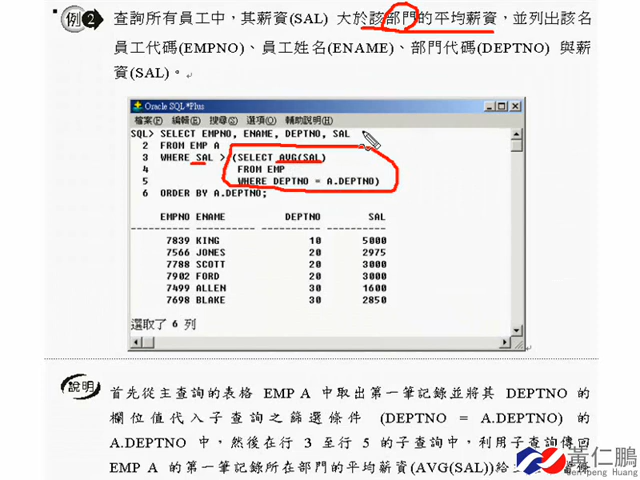 例2 查詢所有員工中，其薪資(SAL) 大於該部門的平均薪資，並列出該名
員工代碼(EMPNO)、員工姓名(ENAME)、部門代碼(DEPTNO) 與薪
資(SAL)。
Oracle SQL*Plus
檔案(F) 編輯(E) 搜尋(S) 選項(O) 輔助說明(H)
SQL> SELECT EMPNO, ENAME, DEPTNO, SAL
2 FROM EMP A
3 WHERE SAL > (SELECT AVG(SAL)
4 FROM EMP
5 WHERE DEPTNO = A.DEPTNO)
6 ORDER BY A.DEPTNO;
EMPNO ENAME DEPTNO SAL
---------- ---------- ---------- ----------
7839 KING 10 5000
7566 JONES 20 2975
7788 SCOTT 20 3000
7902 FORD 20 3000
7499 ALLEN 30 1600
7698 BLAKE 30 2850
選取了 6 列
說明
首先從主查詢的表格 EMP A 中取出第一筆記錄並將其 DEPTNO 的
欄位值代入子查詢之篩選條件 (DEPTNO = A.DEPTNO) 的
A.DEPTNO 中，然後在行 3 至行 5 的子查詢中，利用子查詢傳回
EMP A 的第一筆記錄所在部門的平均薪資(AVG(SAL))給
黃仁鵬
Jen-peng Huang